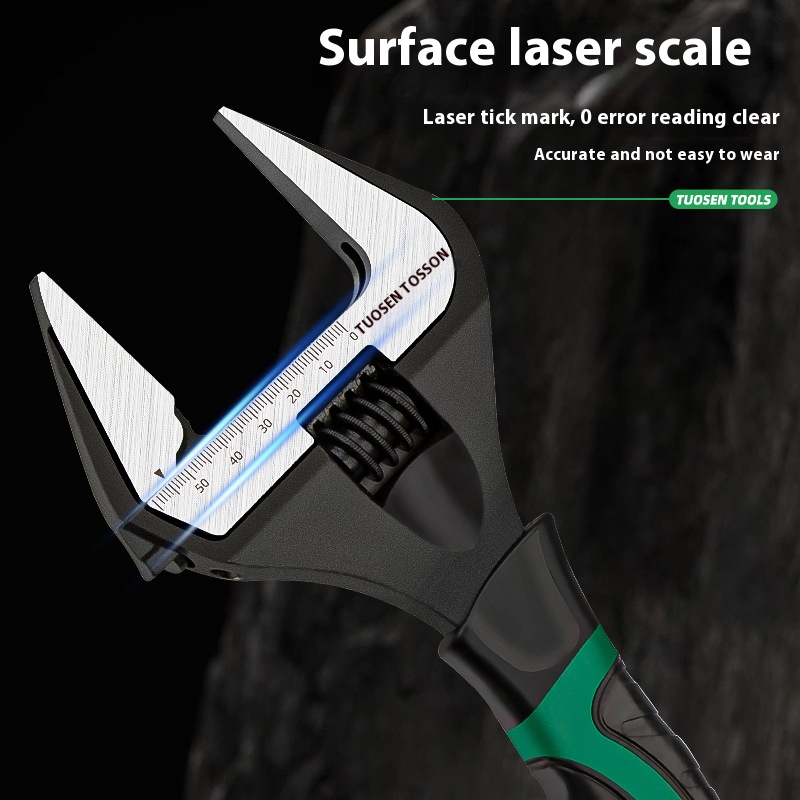 Surface laser scale
Laser tick mark, 0 error reading clear
Accurate and not easy to wear
TUOSEN TOOLS
TUOSEN TOSSON
0
10
20
30
40
50